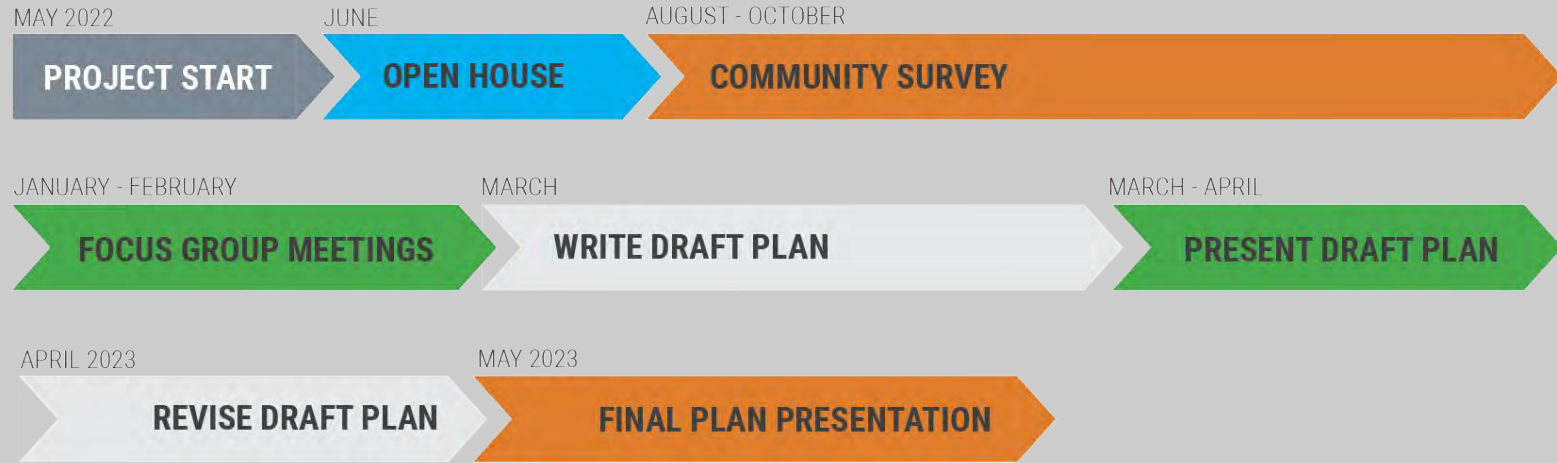 MAY 2022
PROJECT START
JUNE
OPEN HOUSE
AUGUST - OCTOBER
COMMUNITY SURVEY
JANUARY - FEBRUARY
FOCUS GROUP MEETINGS
MARCH
WRITE DRAFT PLAN
MARCH - APRIL
PRESENT DRAFT PLAN
APRIL 2023
REVISE DRAFT PLAN
MAY 2023
FINAL PLAN PRESENTATION